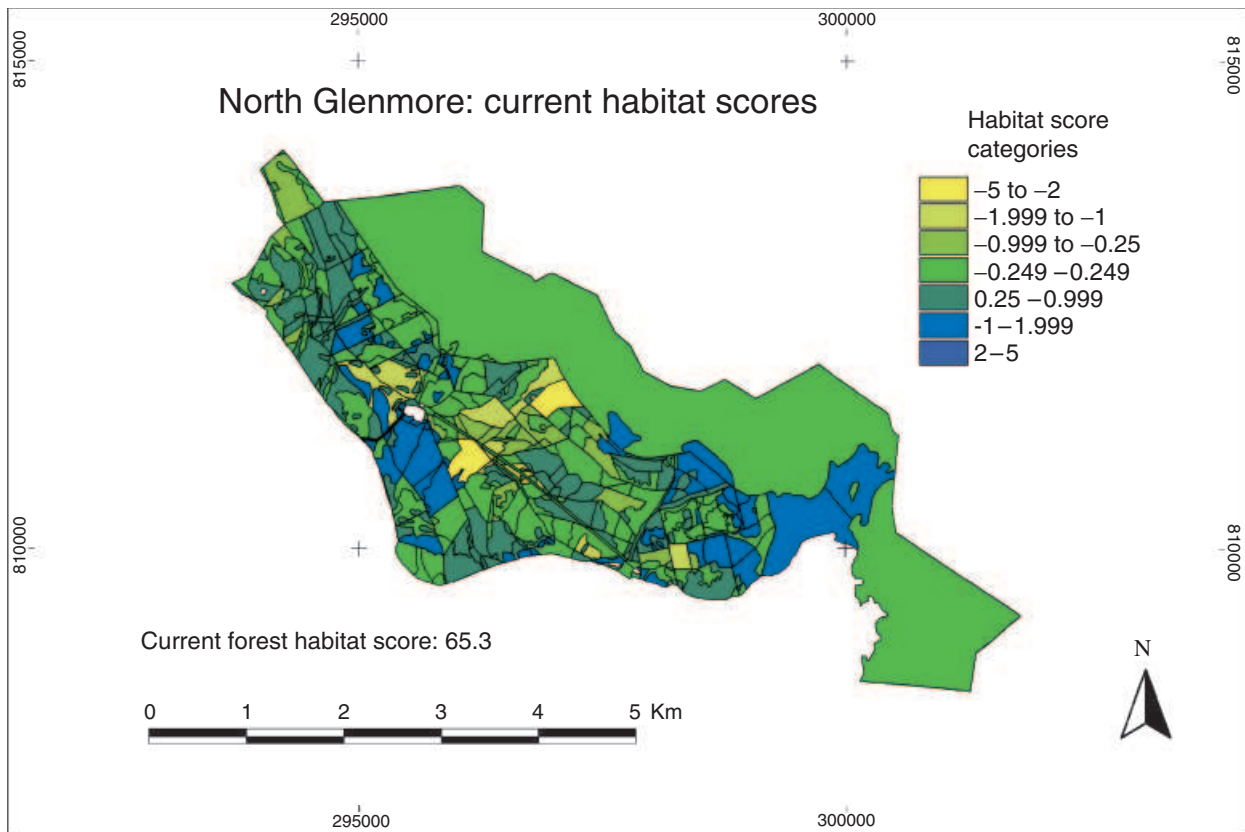 295000 300000
815000 815000
North Glenmore: current habitat scores
Habitat score
categories
–5 to –2
–1.999 to –1
–0.999 to –0.25
–0.249 –0.249
0.25 –0.999
-1–1.999
2–5
810000 810000
Current forest habitat score: 65.3
N
0 1 2 3 4 5 Km
295000 300000